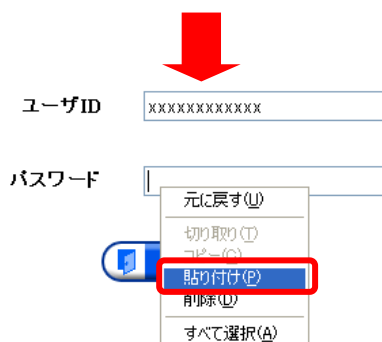 ユーザID
xxxxxxxxxxxx
パスワード
元に戻す(U)
切り取り(T)
コピー(C)
貼り付け(P)
削除(D)
すべて選択(A)